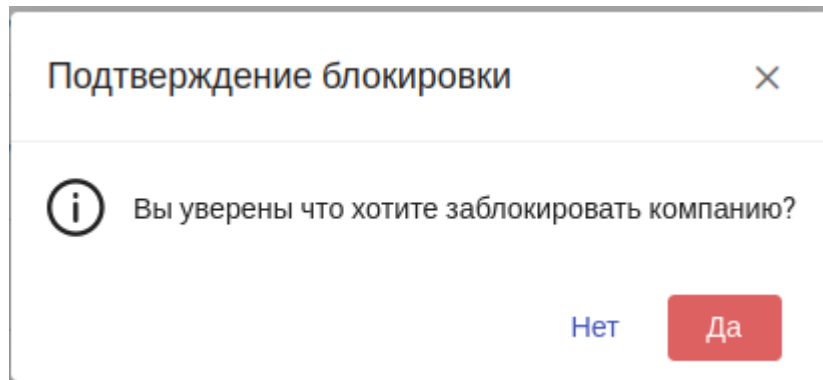 Подтверждение блокировки
Вы уверены что хотите заблокировать компанию?
Нет Да